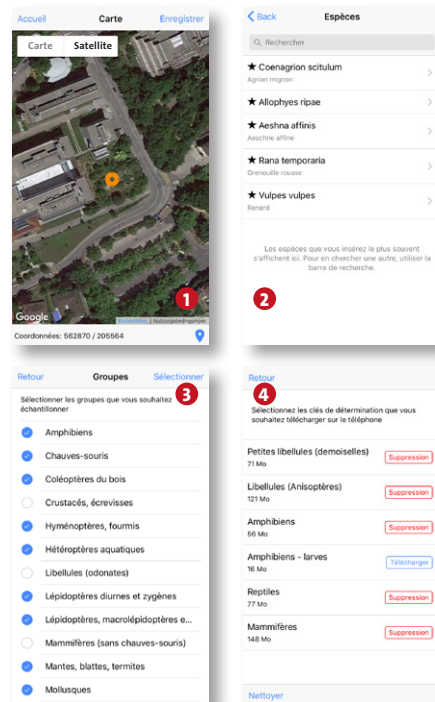 Accueil Carte Enregistrer
Carte Satellite
Google
Coordonnées: 562870 / 205564
1
Back Espèces
Rechercher
★ Coenagrion scitulum
Agrion mignon
★ Allophyes ripae
★ Aeshna affinis
Aeschne affine
★ Rana temporaria
Grenouille rousse
★ Vulpes vulpes
Renard
Les espèces que vous insérez le plus souvent
s'affichent ici. Pour en chercher une autre, utiliser la
barre de recherche.
2
Retour Groupes Sélectionner
Sélectionner les groupes que vous souhaitez
échantillonner
3
Amphibiens
Chauves-souris
Coléoptères du bois
Crustacés, écrevisses
Hyménoptères, fourmis
Hétéroptères aquatiques
Libellules (odonates)
Lépidoptères diurnes et zygènes
Lépidoptères, macrolépidoptères e...
Mammifères (sans chauves-souris)
Mantes, blattes, termites
Mollusques
Retour
4
Sélectionnez les clés de détermination que vous
souhaitez télécharger sur le téléphone
Petites libellules (demoiselles)
71 Mo
Suppression
Libellules (Anisoptères)
121 Mo
Suppression
Amphibiens
56 Mo
Suppression
Amphibiens - larves
16 Mo
Télécharger
Reptiles
77 Mo
Suppression
Mammifères
148 Mo
Suppression
Nettoyer